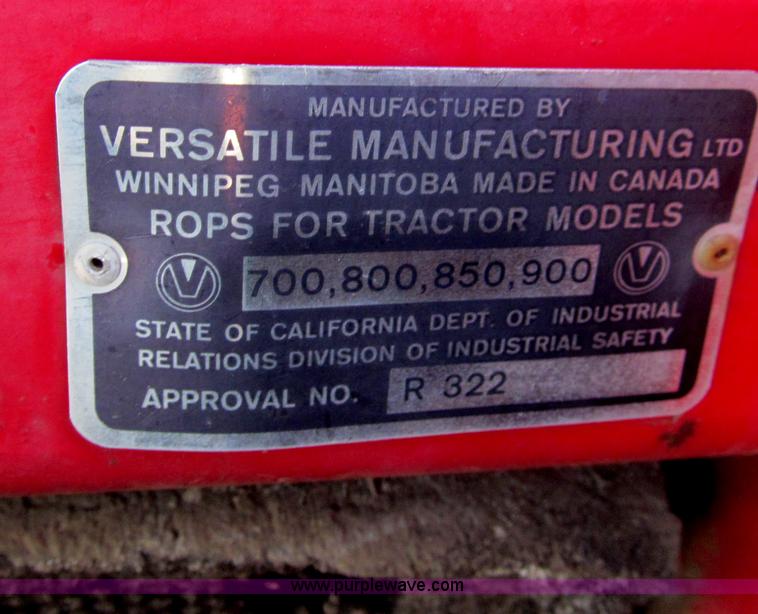 MANUFACTURED BY
VERSATILE MANUFACTURING LTD
WINNIPEG MANITOBA MADE IN CANADA
ROPS FOR TRACTOR MODELS
700,800,850,900
STATE OF CALIFORNIA DEPT. OF INDUSTRIAL
RELATIONS DIVISION OF INDUSTRIAL SAFETY
APPROVAL NO. R 322
www.purplewave.com